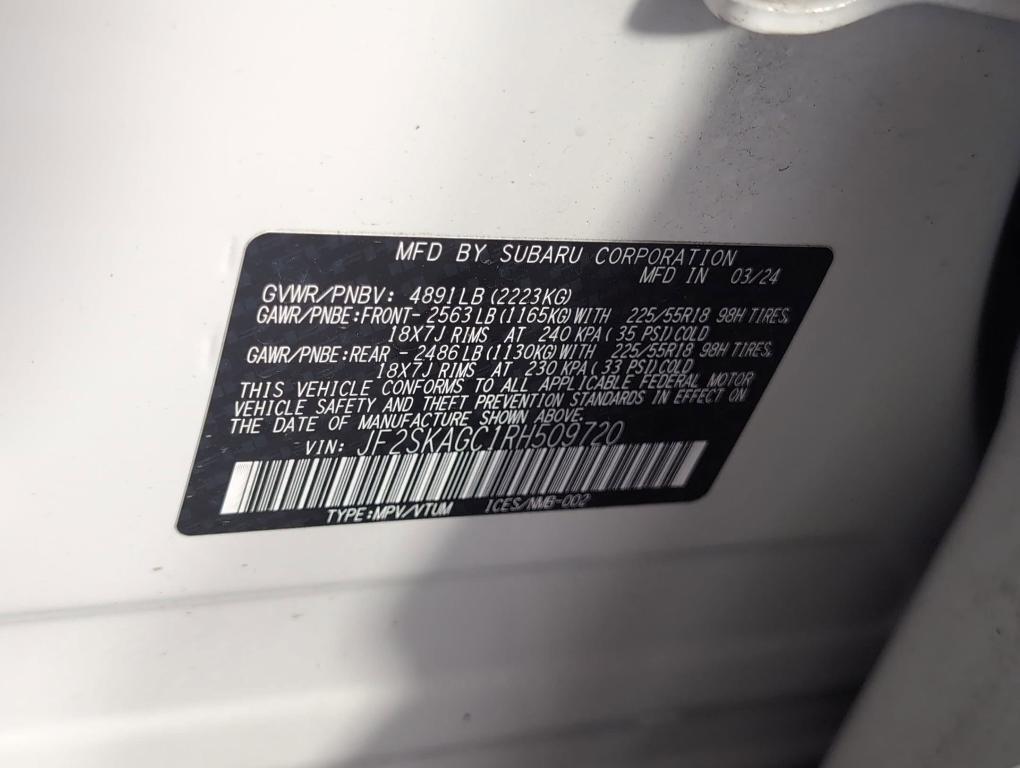 MFD BY SUBARU CORPORATION
MFD IN 03/24
GVWR/PNBV: 4891LB (2223KG)
GAWR/PNBE:FRONT- 2563LB (1165KG) WITH 225/55R18 98H TIRES,
18X7J RIMS AT 240 KPA (35 PSI) COLD
GAWR/PNBE:REAR - 2486LB (1130KG) WITH 225/55R18 98H TIRES,
18X7J RIMS AT 230 KPA (33 PSI) COLD
THIS VEHICLE CONFORMS TO ALL APPLICABLE FEDERAL MOTOR
VEHICLE SAFETY AND THEFT PREVENTION STANDARDS IN EFFECT ON
THE DATE OF MANUFACTURE SHOWN ABOVE.
VIN: JF2SKAGC1RH509720
TYPE:MPV/VTUM ICES/NMB-002